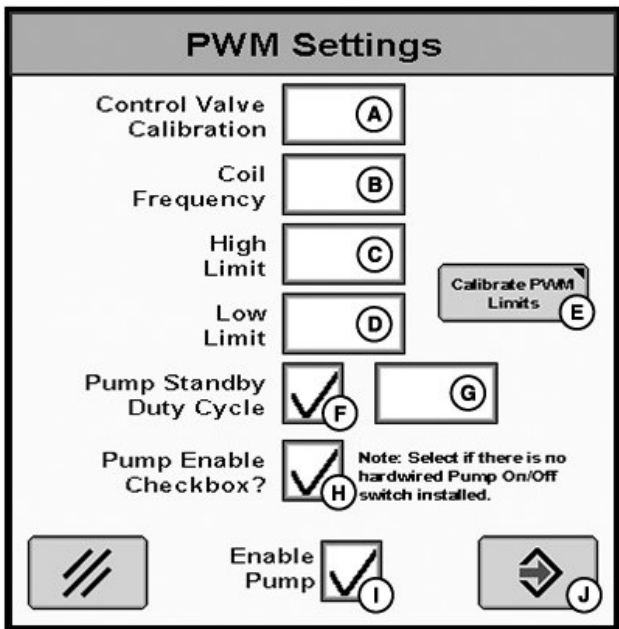 PWM Settings
Control Valve
Calibration
A
Coil
Frequency
B
High
Limit
C
Calibrate PWM
Limits
E
Low
Limit
D
Pump Standby
Duty Cycle
F
G
Pump Enable
Checkbox?
H
Note: Select if there is no
hardwired Pump On/Off
switch installed.
Enable
Pump
I
J